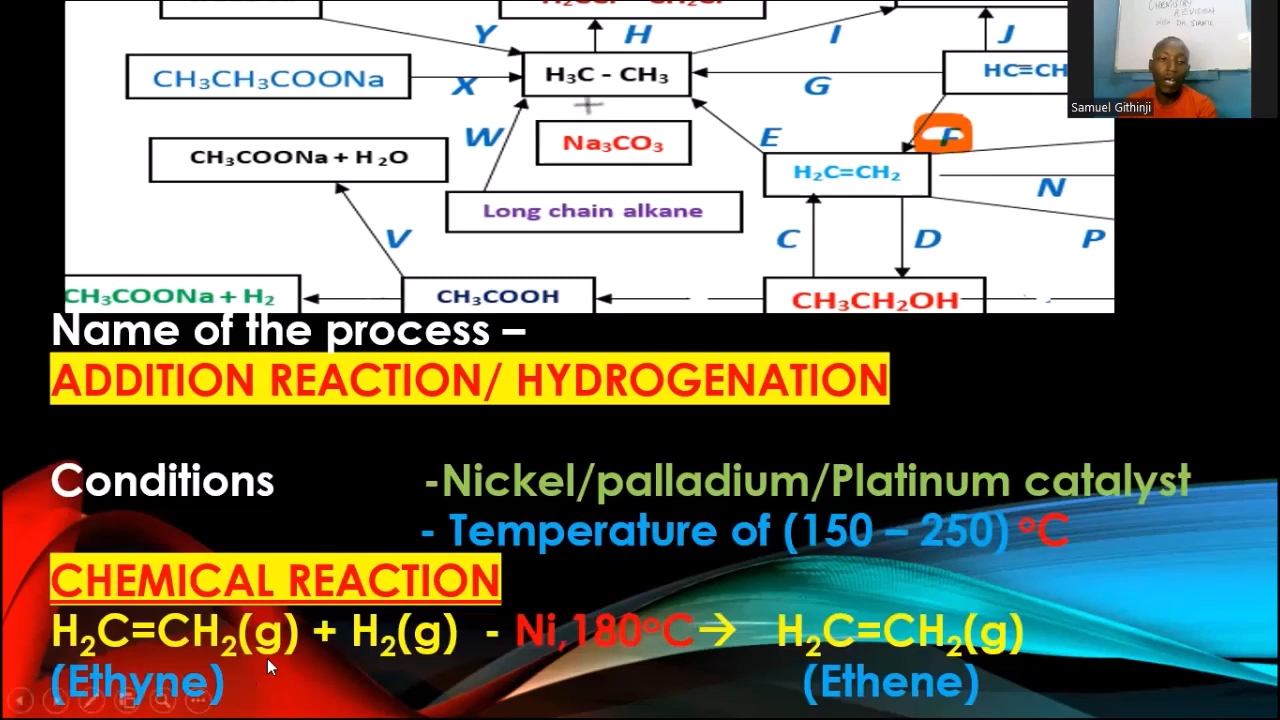 CHEMISTRY
REVISION
Samuel Githinji
Y H I J
CH₃CH₃COONa X H₃C - CH₃ G HC≡CH
+
W Na₃CO₃ E F
CH₃COONa + H₂O H₂C=CH₂ N
Long chain alkane
V C D P
CH₃COONa + H₂ CH₃COOH CH₃CH₂OH
Name of the process –
ADDITION REACTION/ HYDROGENATION
Conditions -Nickel/palladium/Platinum catalyst
- Temperature of (150 – 250) °C
CHEMICAL REACTION
H₂C=CH₂(g) + H₂(g) - Ni,180°C→ H₂C=CH₂(g)
(Ethyne) (Ethene)